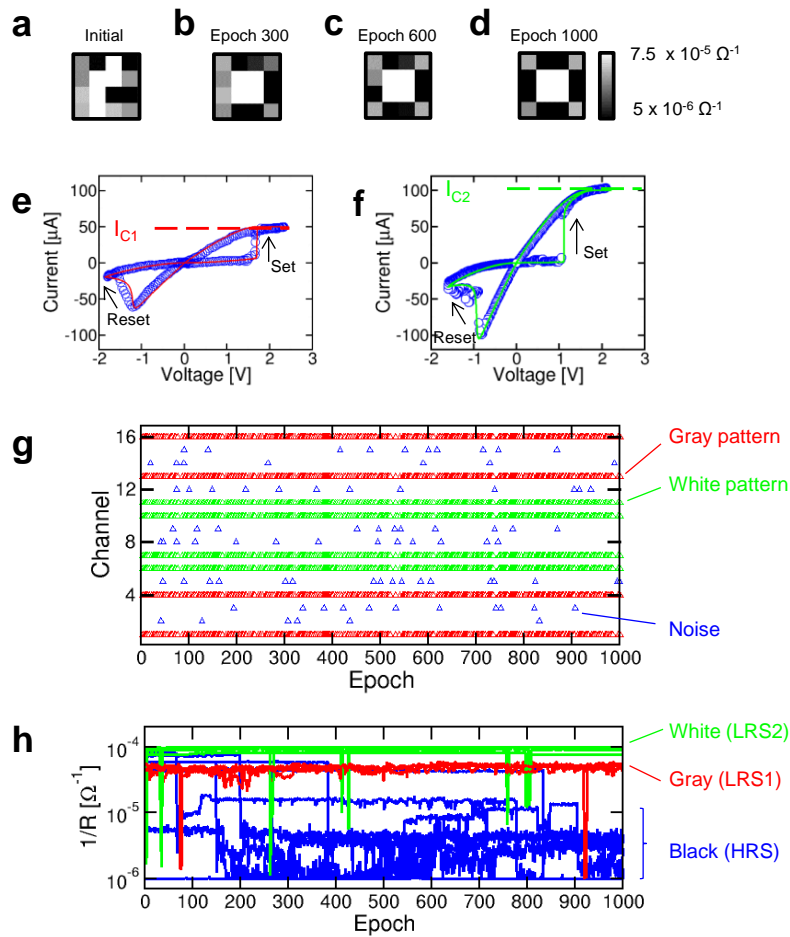 a b c d
Initial Epoch 300 Epoch 600 Epoch 1000
7.5 x 10⁻⁵ Ω⁻¹
5 x 10⁻⁶ Ω⁻¹
e
Current [µA]
100
50
0
-50
-100
I_C1
Set
Reset
-2 -1 0 1 2 3
Voltage [V]
f
Current [µA]
100
50
0
-50
-100
I_C2
Set
Reset
-2 -1 0 1 2 3
Voltage [V]
g
Channel
16
12
8
4
0 100 200 300 400 500 600 700 800 900 1000
Epoch
Gray pattern
White pattern
Noise
h
1/R [Ω⁻¹]
10⁻⁴
10⁻⁵
10⁻⁶
0 100 200 300 400 500 600 700 800 900 1000
Epoch
White (LRS2)
Gray (LRS1)
Black (HRS)